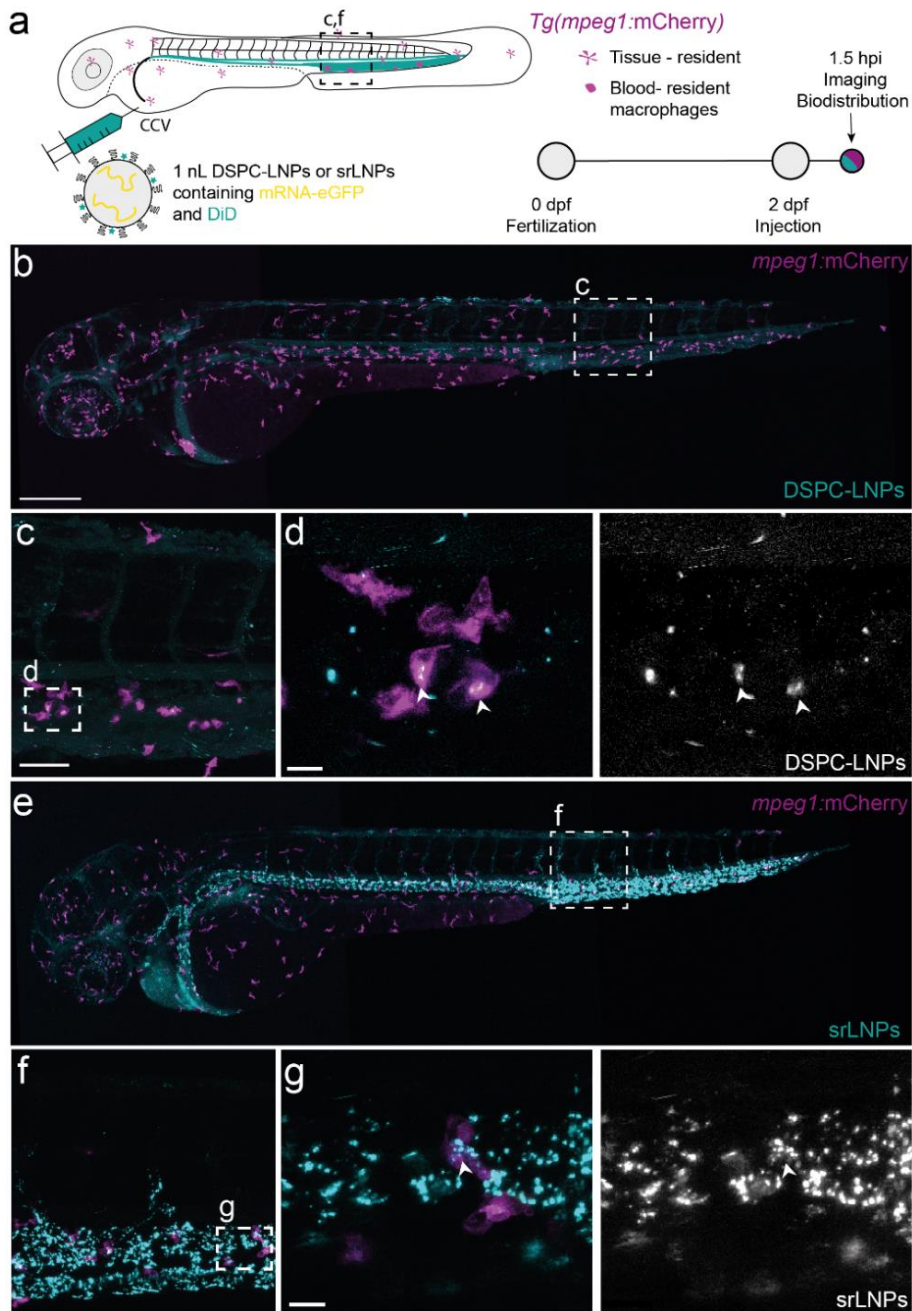 a
c,f
Tg(mpeg1:mCherry)
Tissue - resident
Blood- resident
macrophages
1.5 hpi
Imaging
Biodistribution
CCV
1 nL DSPC-LNPs or srLNPs
containing mRNA-eGFP
and DiD
0 dpf
Fertilization
2 dpf
Injection
b
mpeg1:mCherry
c
DSPC-LNPs
c
d
d
DSPC-LNPs
e
mpeg1:mCherry
f
srLNPs
f
g
g
srLNPs